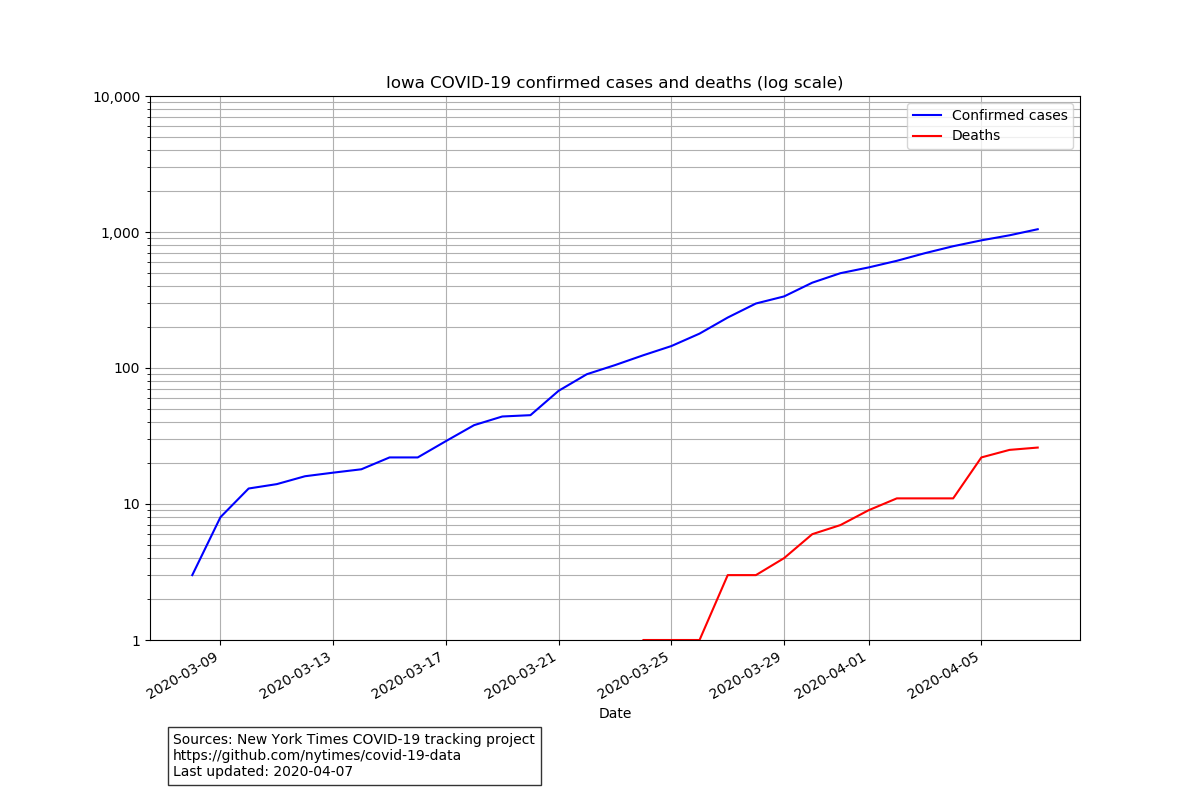 Iowa COVID-19 confirmed cases and deaths (log scale)
10,000
1,000
100
10
1
Confirmed cases
Deaths
2020-03-09
2020-03-13
2020-03-17
2020-03-21
2020-03-25
2020-03-29
2020-04-01
2020-04-05
Date
Sources: New York Times COVID-19 tracking project
https://github.com/nytimes/covid-19-data
Last updated: 2020-04-07